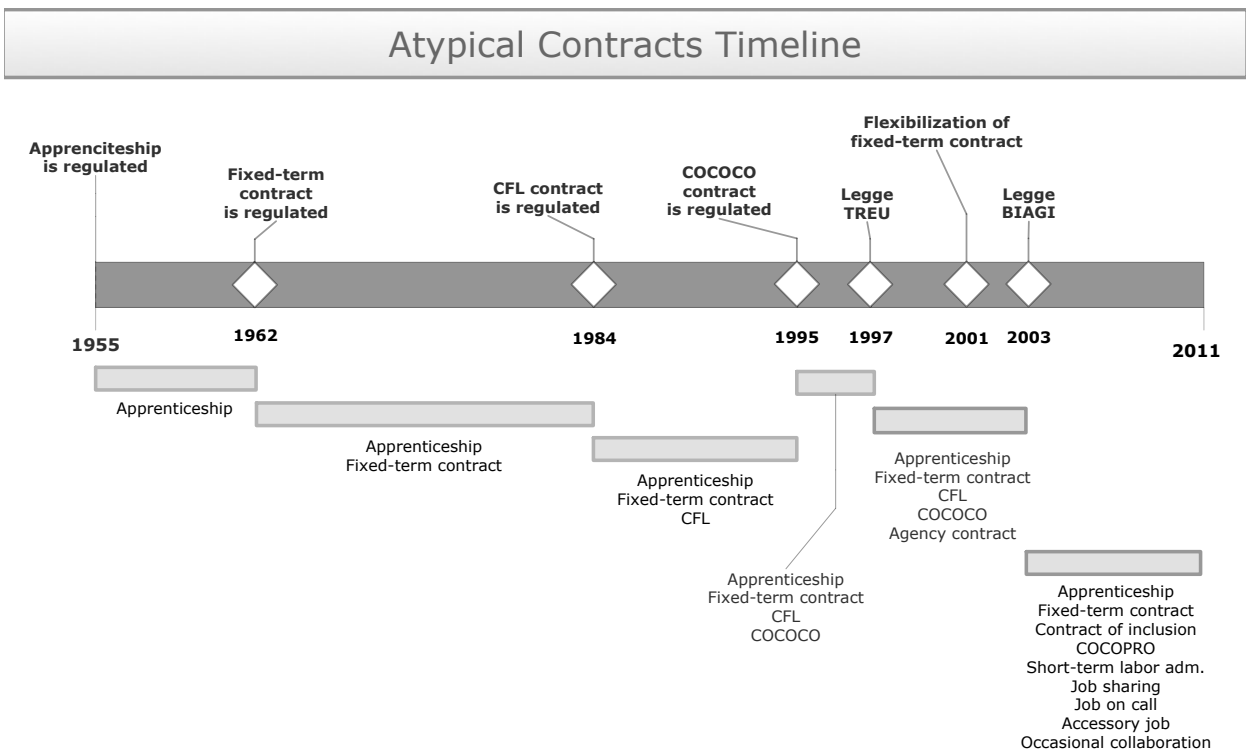 Atypical Contracts Timeline
Apprenciteship
is regulated
Fixed-term
contract
is regulated
CFL contract
is regulated
COCOCO
contract
is regulated
Legge
TREU
Flexibilization of
fixed-term contract
Legge
BIAGI
1955
1962
1984
1995
1997
2001
2003
2011
Apprenticeship
Apprenticeship
Fixed-term contract
Apprenticeship
Fixed-term contract
CFL
Apprenticeship
Fixed-term contract
CFL
COCOCO
Apprenticeship
Fixed-term contract
CFL
COCOCO
Agency contract
Apprenticeship
Fixed-term contract
Contract of inclusion
COCOPRO
Short-term labor adm.
Job sharing
Job on call
Accessory job
Occasional collaboration